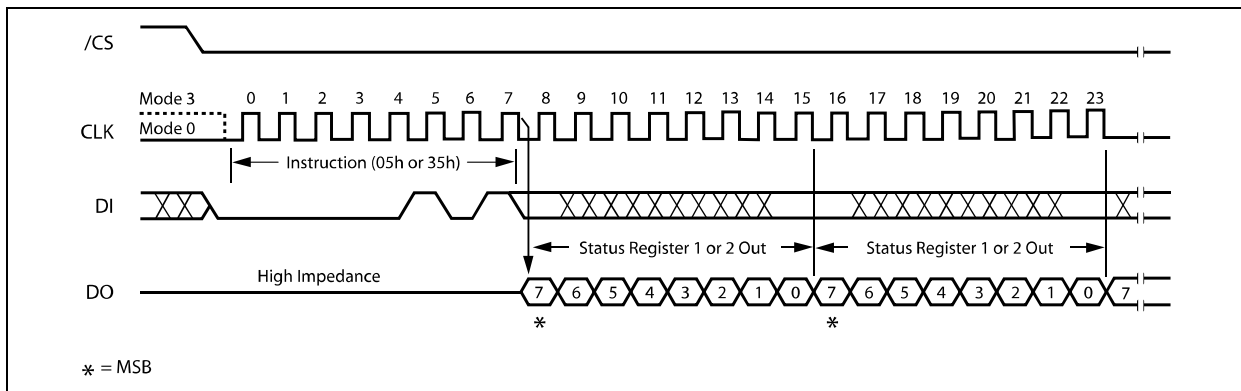 /CS
Mode 3 0 1 2 3 4 5 6 7 8 9 10 11 12 13 14 15 16 17 18 19 20 21 22 23
CLK Mode 0
Instruction (05h or 35h)
DI
Status Register 1 or 2 Out Status Register 1 or 2 Out
High Impedance
DO 7 6 5 4 3 2 1 0 7 6 5 4 3 2 1 0 7
* *
* = MSB